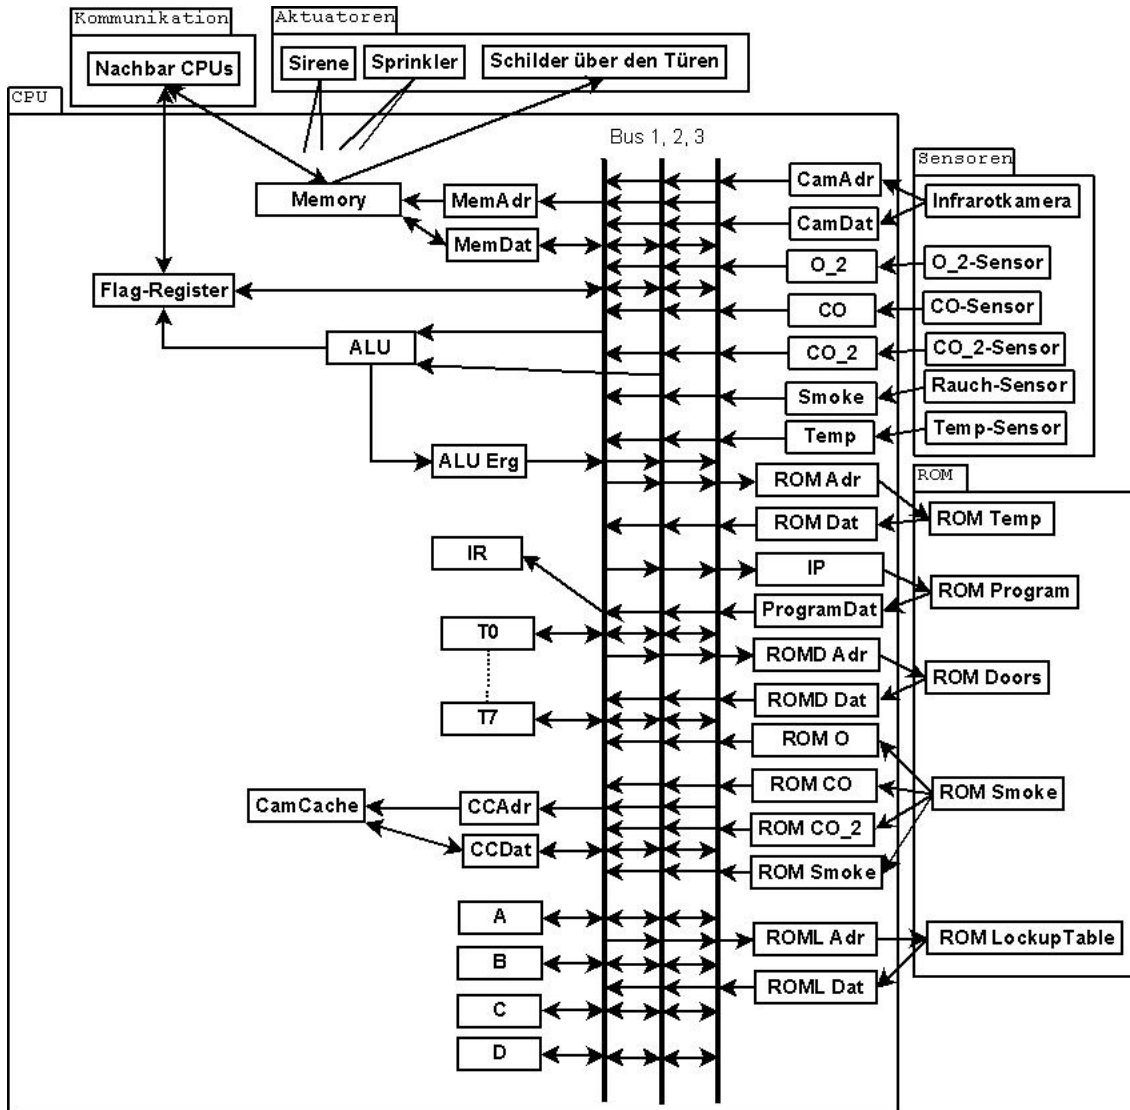 Kommunikation
Aktuatoren
Nachbar CPUs
Sirene
Sprinkler
Schilder über den Türen
CPU
Bus 1, 2, 3
Sensoren
Memory
MemAdr
CamAdr
Infrarotkamera
MemDat
CamDat
O_2
O_2-Sensor
Flag-Register
CO
CO-Sensor
ALU
CO_2
CO_2-Sensor
Smoke
Rauch-Sensor
Temp
Temp-Sensor
ALU Erg
ROM Adr
ROM
ROM Dat
ROM Temp
IR
IP
ROM Program
ProgramDat
T0
ROMD Adr
ROM Doors
T7
ROMD Dat
ROM O
ROM CO
ROM Smoke
CamCache
CCAdr
ROM CO_2
CCDat
ROM Smoke
A
ROML Adr
ROM LockupTable
B
ROML Dat
C
D